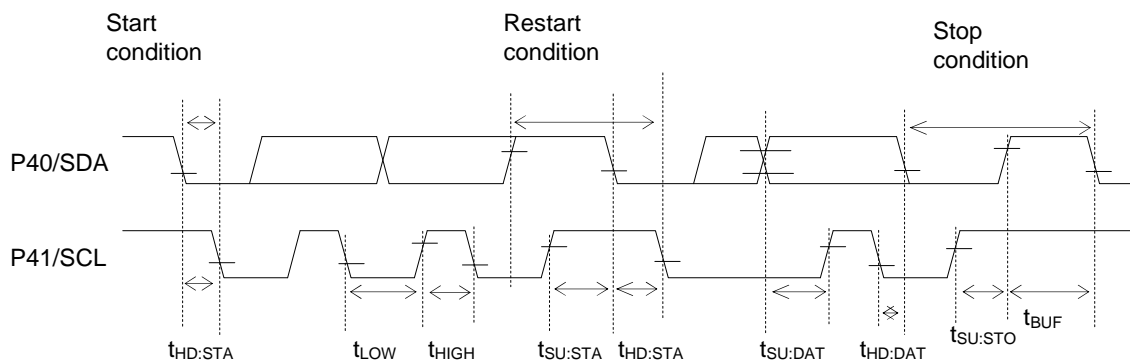 Start
condition
Restart
condition
Stop
condition
P40/SDA
P41/SCL
tHD:STA
tLOW
tHIGH
tSU:STA
tHD:STA
tSU:DAT
tHD:DAT
tSU:STO
tBUF